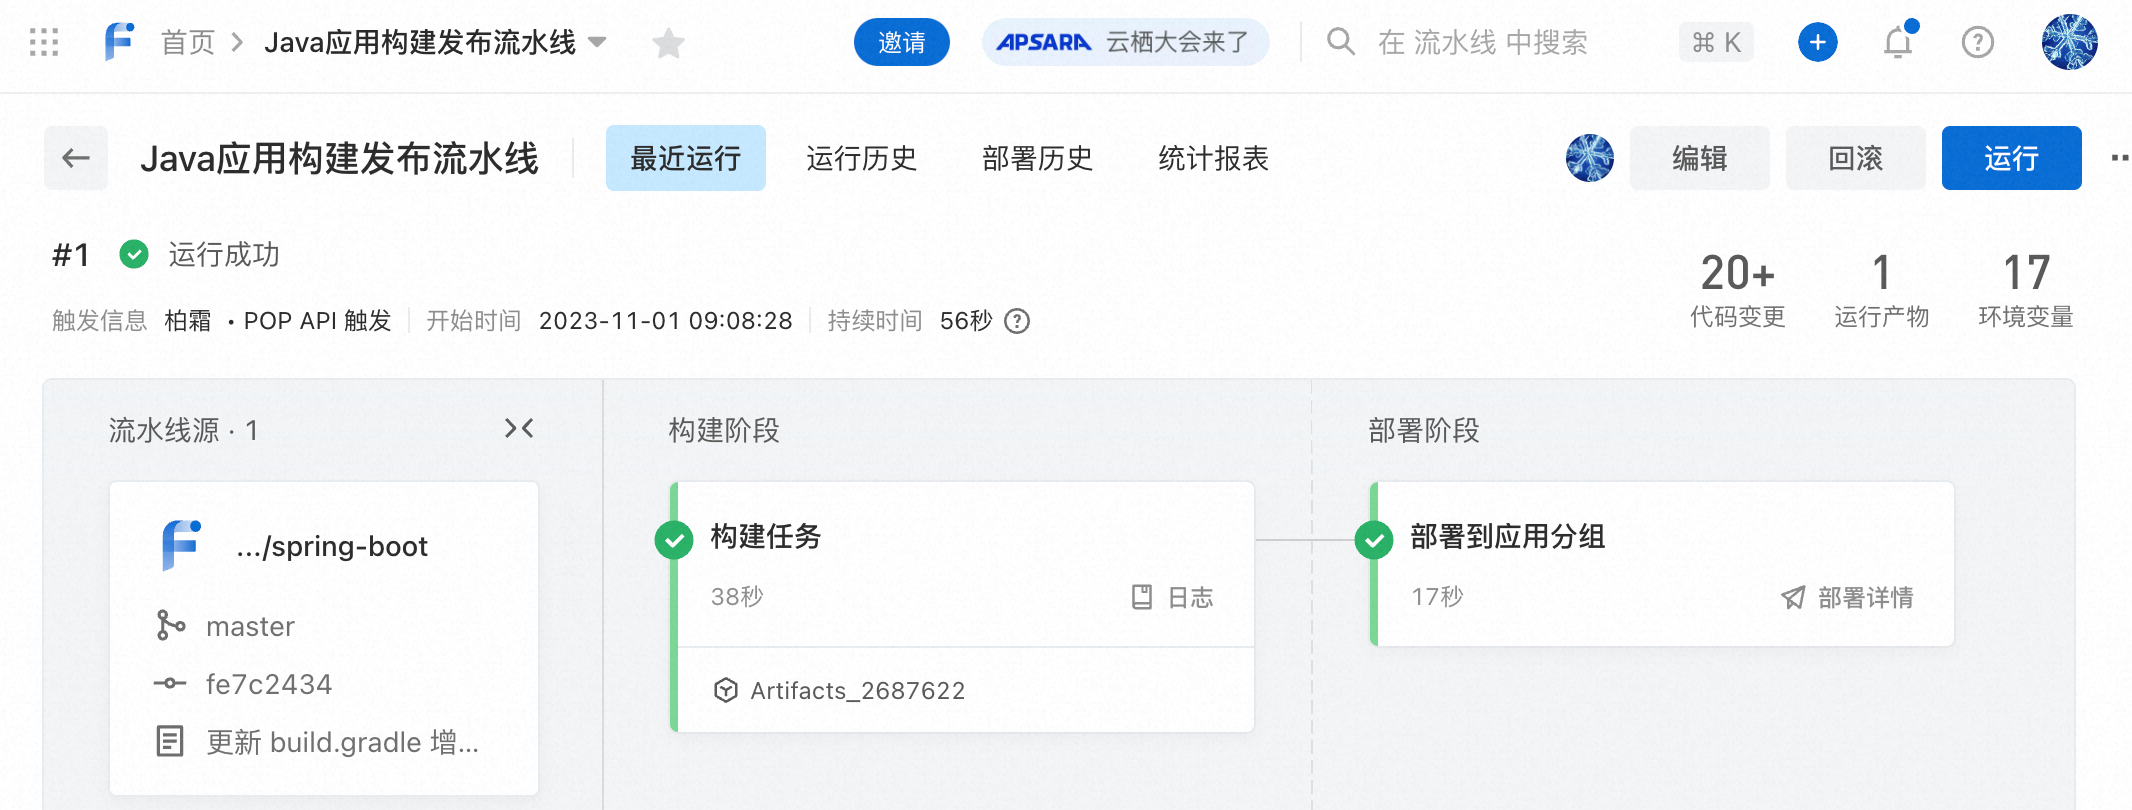 首页 > Java应用构建发布流水线
邀请
APSARA 云栖大会来了
在 流水线 中搜索
⌘ K
Java应用构建发布流水线
最近运行 运行历史 部署历史 统计报表
编辑 回滚 运行
#1 运行成功
触发信息 柏霜 · POP API 触发 开始时间 2023-11-01 09:08:28 持续时间 56秒
20+ 1 17
代码变更 运行产物 环境变量
流水线源 · 1
.../spring-boot
master
fe7c2434
更新 build.gradle 增...
构建阶段
构建任务
38秒 日志
Artifacts_2687622
部署阶段
部署到应用分组
17秒 部署详情